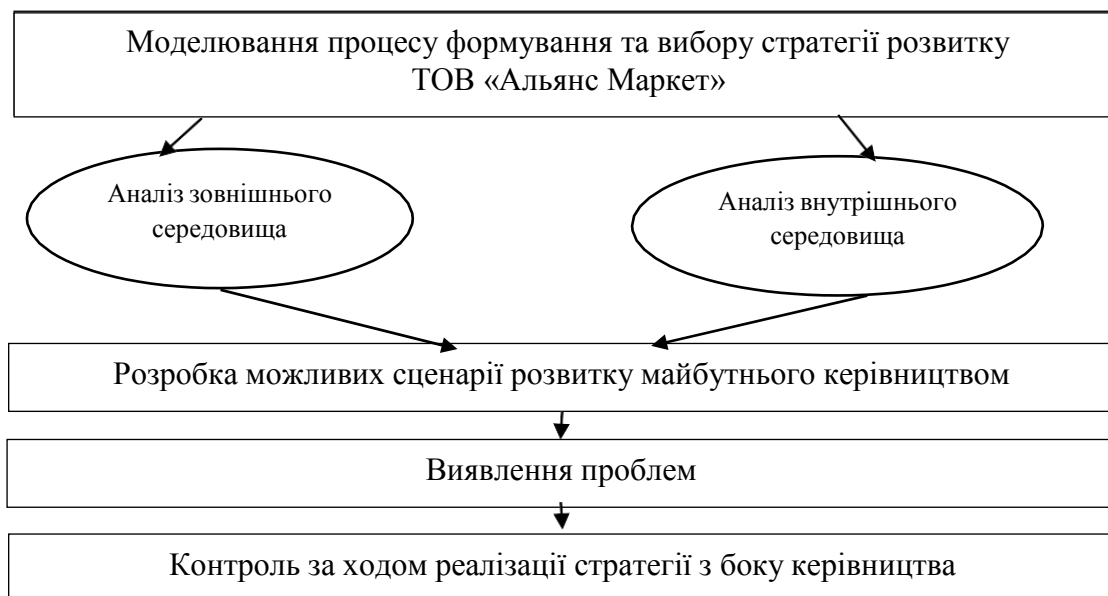 Моделювання процесу формування та вибору стратегії розвитку
ТОВ «Альянс Маркет»
Аналіз зовнішнього
середовища
Аналіз внутрішнього
середовища
Розробка можливих сценарії розвитку майбутнього керівництвом
Виявлення проблем
Контроль за ходом реалізації стратегії з боку керівництва